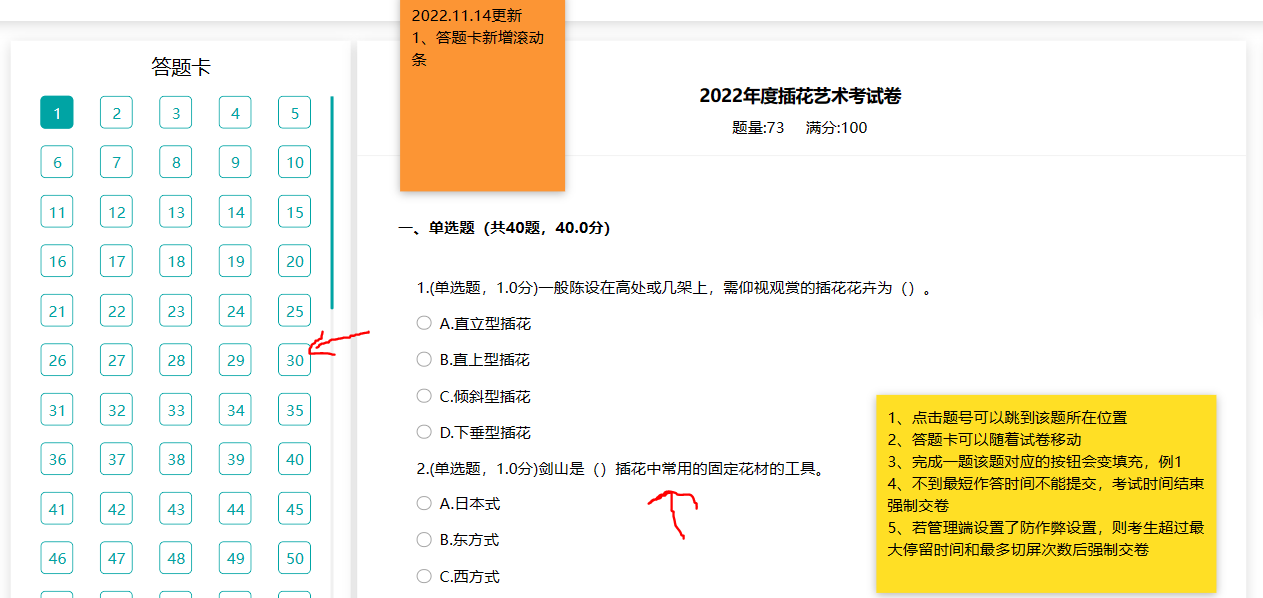 2022.11.14更新
1、答题卡新增滚动
条
答题卡
1 2 3 4 5
6 7 8 9 10
11 12 13 14 15
16 17 18 19 20
21 22 23 24 25
26 27 28 29 30
31 32 33 34 35
36 37 38 39 40
41 42 43 44 45
46 47 48 49 50
2022年度插花艺术考试卷
题量:73 满分:100
一、单选题（共40题，40.0分）
1.(单选题，1.0分)一般陈设在高处或几架上，需仰视观赏的插花花卉为（）。
A.直立型插花
B.直上型插花
C.倾斜型插花
D.下垂型插花
2.(单选题，1.0分)剑山是（）插花中常用的固定花材的工具。
A.日本式
B.东方式
C.西方式
1、点击题号可以跳到该题所在位置
2、答题卡可以随着试卷移动
3、完成一题该题对应的按钮会变填充，例1
4、不到最短作答时间不能提交，考试时间结束
强制交卷
5、若管理端设置了防作弊设置，则考生超过最
大停留时间和最多切屏次数后强制交卷